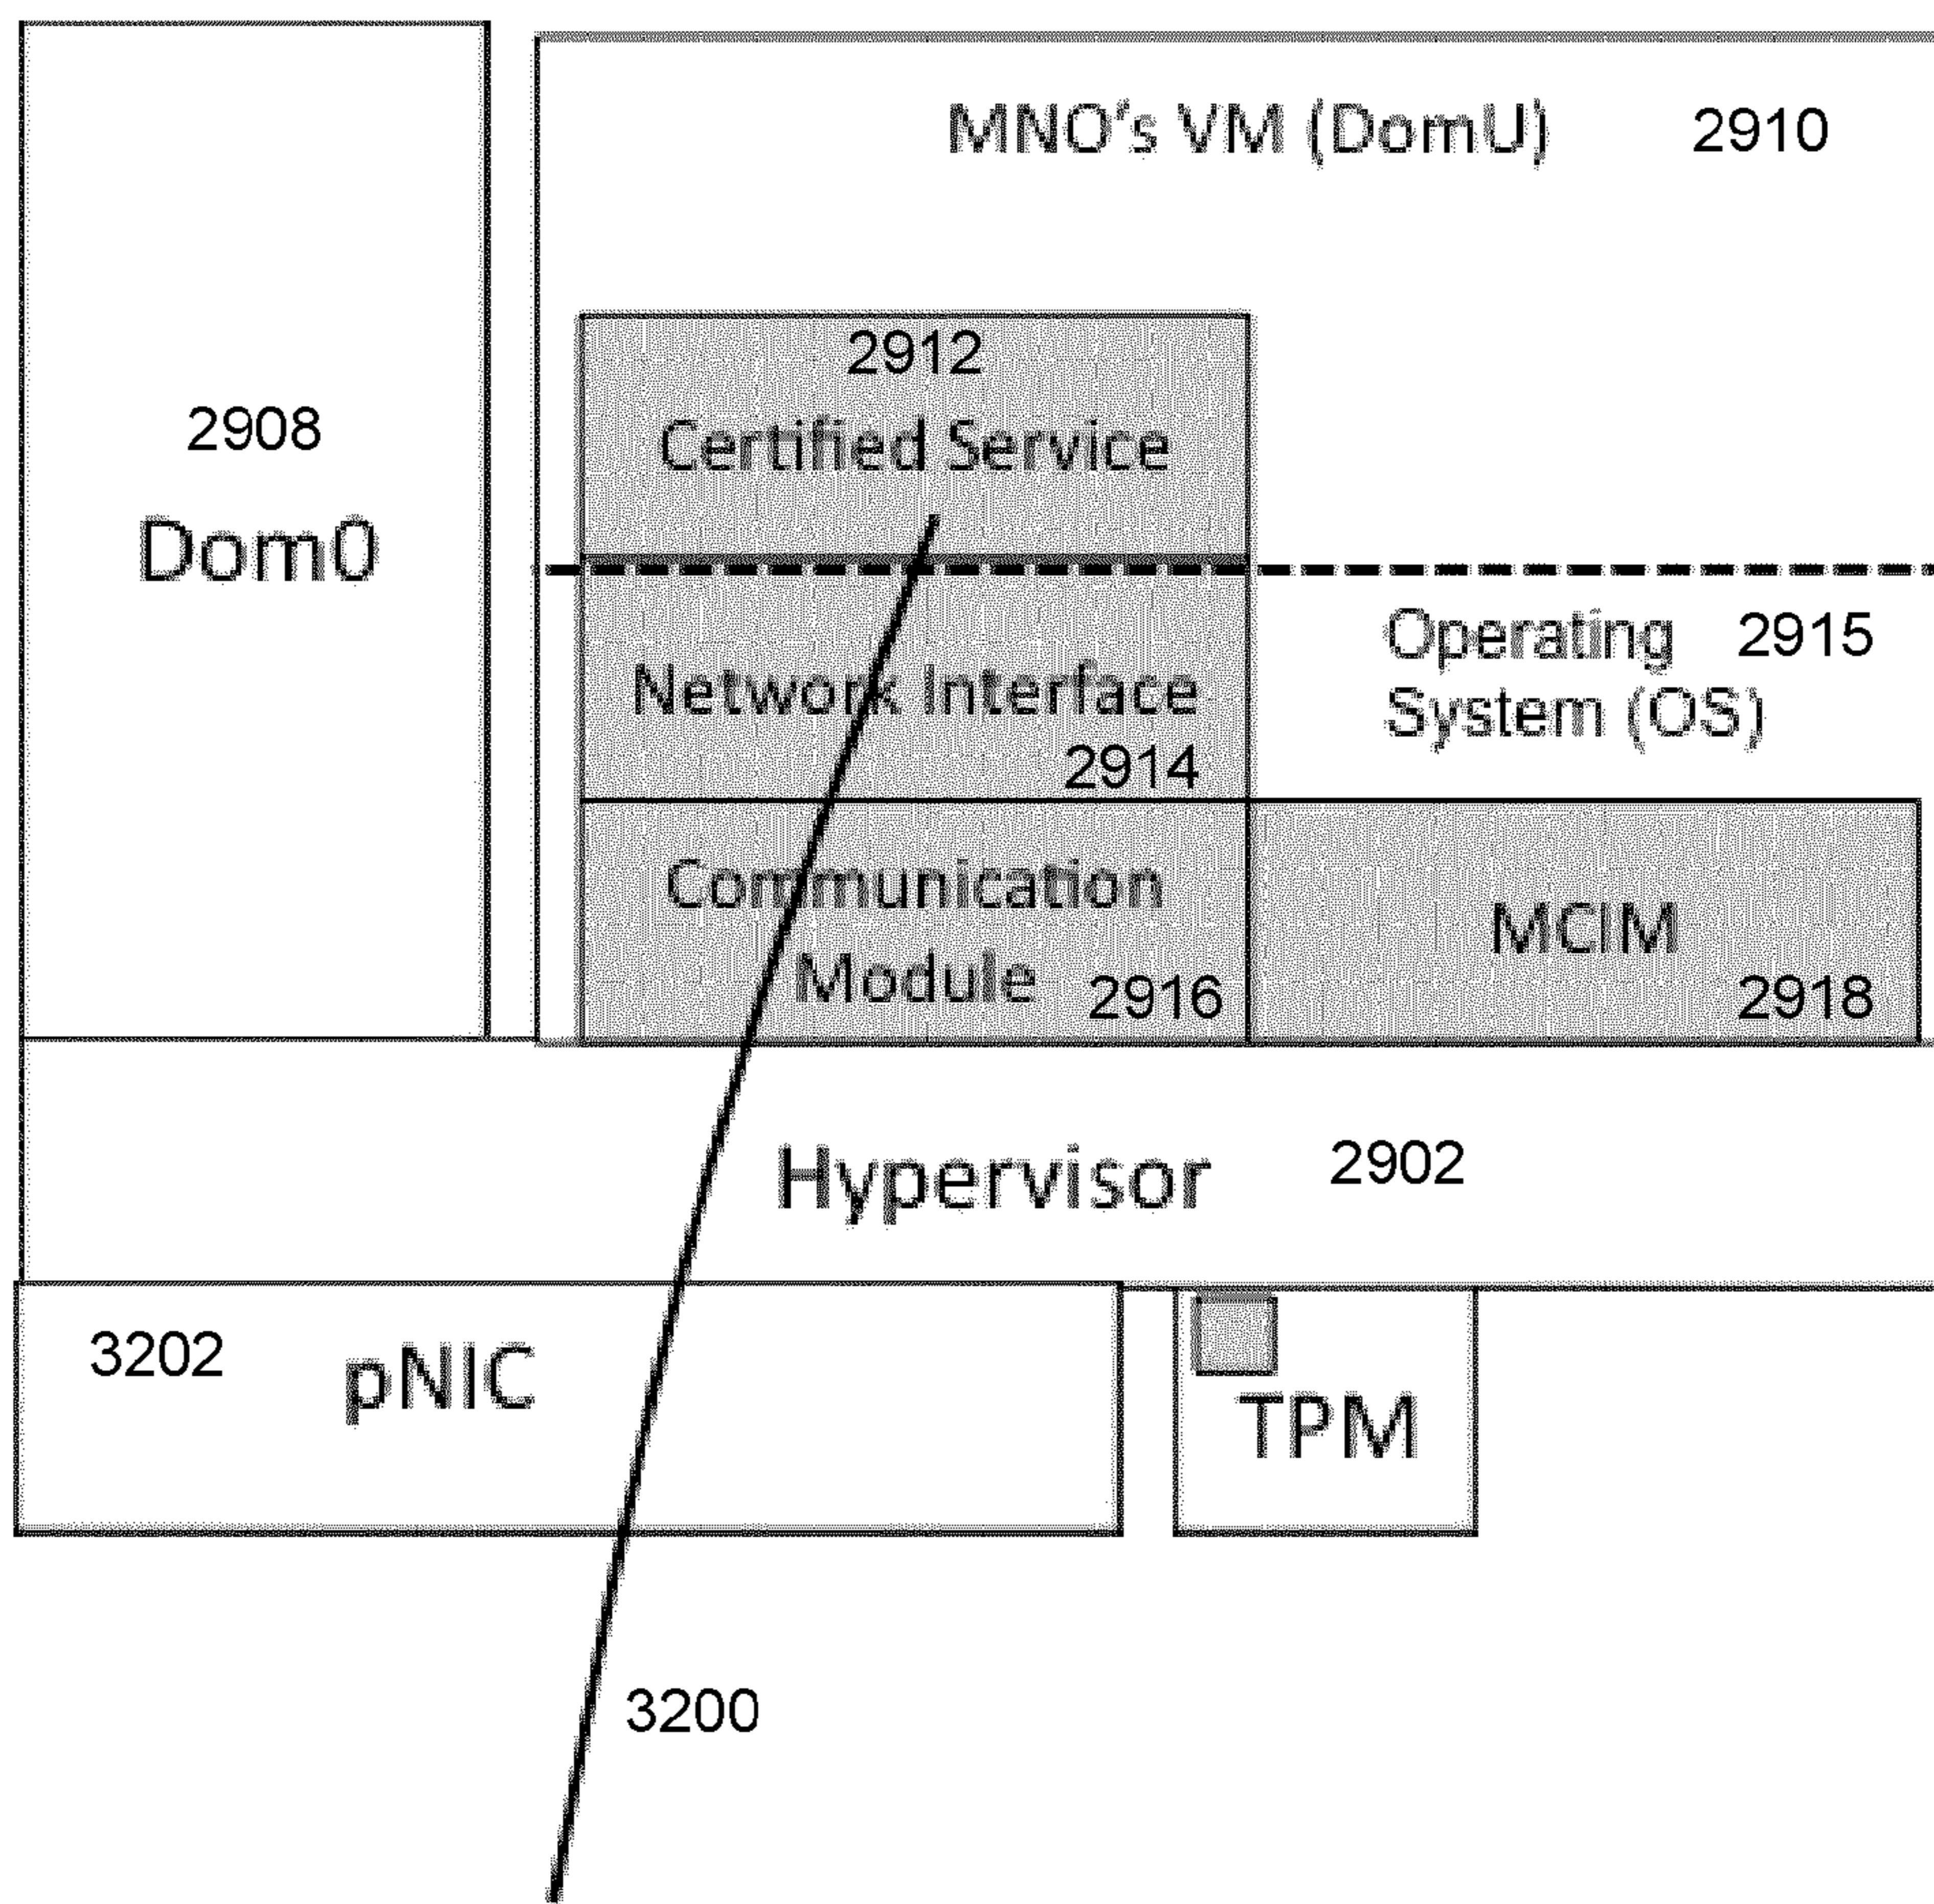 MNO's VM (DomU) 2910
2912
Certified Service
2908
Dom0
Operating 2915
System (OS)
Network Interface
2914
Communication
Module 2916
MCIM
2918
Hypervisor 2902
3202 pNIC
TPM
3200